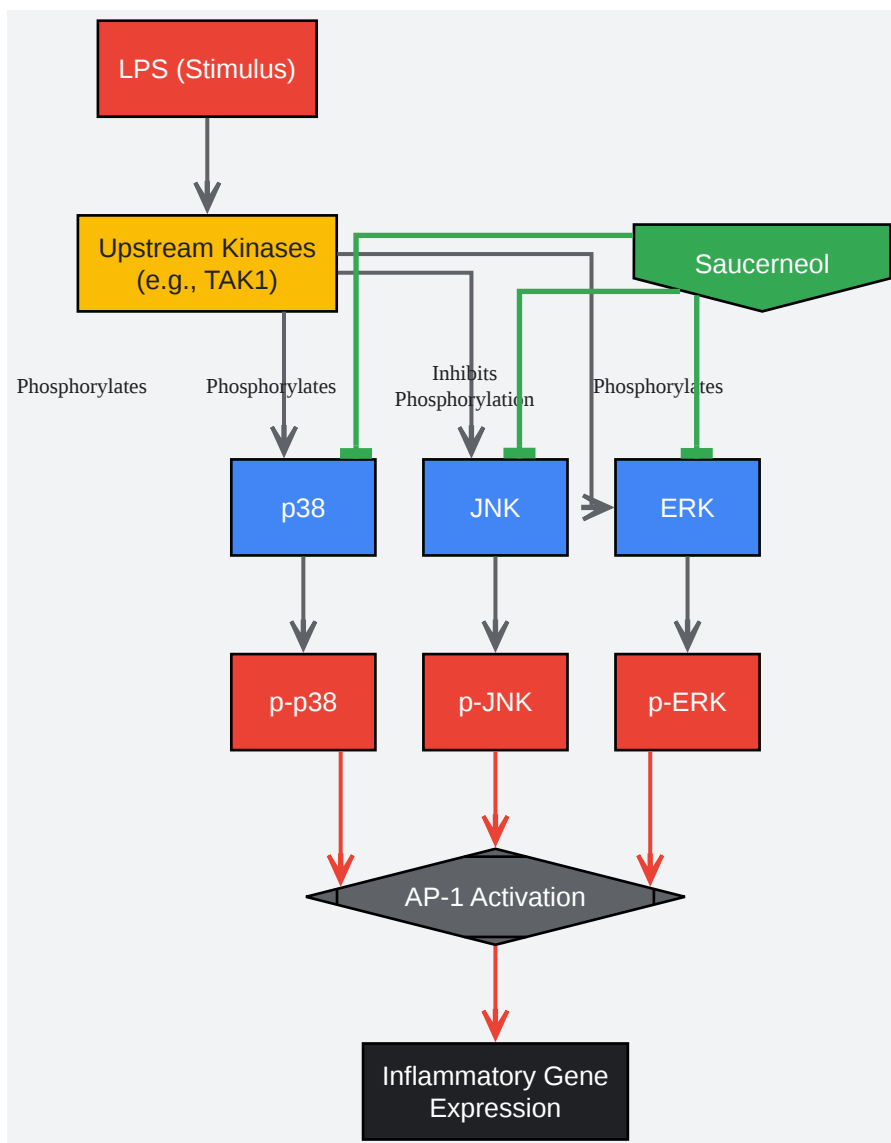 LPS (Stimulus)
Upstream Kinases
(e.g., TAK1)
Saucerneol
Phosphorylates
Phosphorylates
Inhibits
Phosphorylation
Phosphorylates
p38
JNK
ERK
p-p38
p-JNK
p-ERK
AP-1 Activation
Inflammatory Gene
Expression